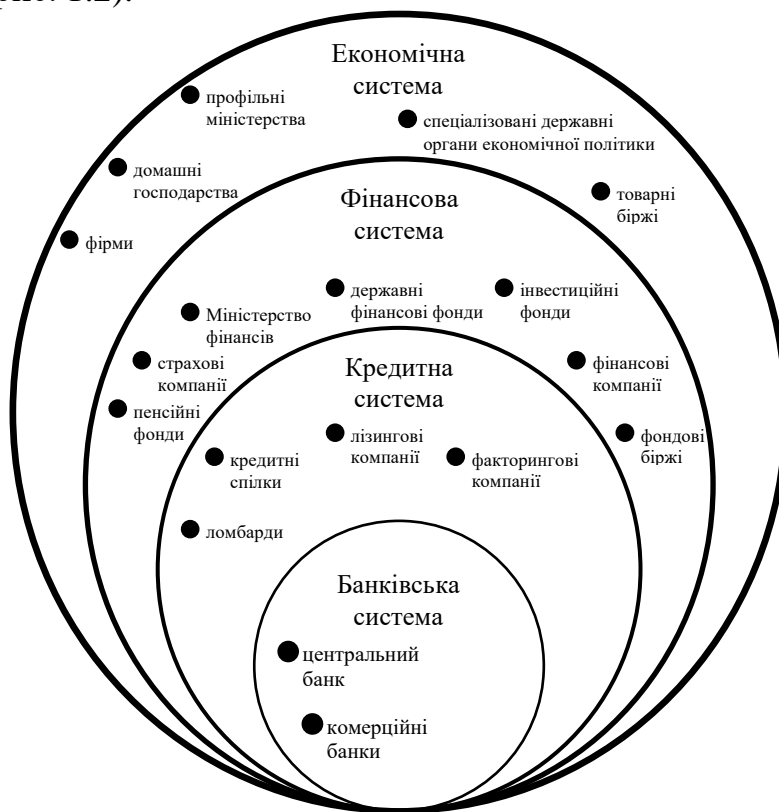 рис. 1.2).
Економічна
система
профільні
міністерства
спеціалізовані державні
органи економічної політики
домашні
господарства
товарні
біржі
фірми
Фінансова
система
державні
фінансові фонди
інвестиційні
фонди
Міністерство
фінансів
страхові
компанії
фінансові
компанії
пенсійні
фонди
фондові
біржі
Кредитна
система
лізингові
компанії
кредитні
спілки
факторингові
компанії
ломбарди
Банківська
система
центральний
банк
комерційні
банки